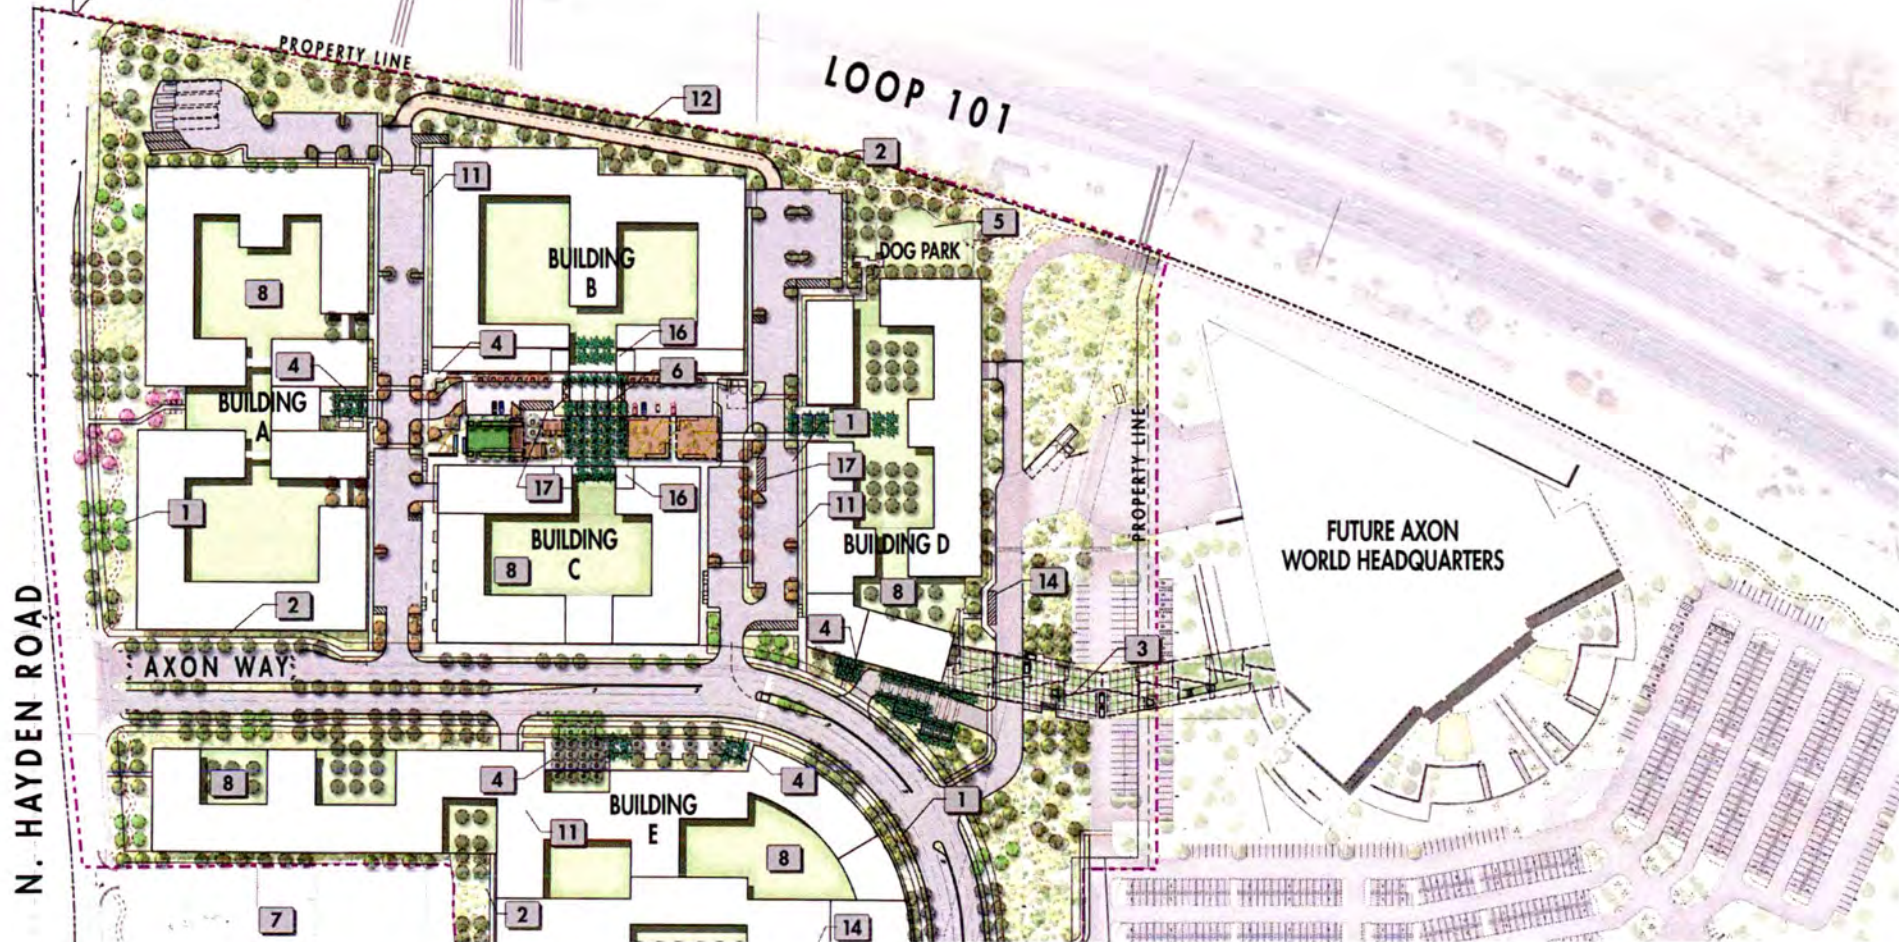 PROPERTY LINE
LOOP 101
12
2
11
5
DOG PARK
BUILDING
B
8
16
4
4
6
BUILDING
A
1
PROPERTY LINE
17
17
16
11
1
FUTURE AXON
WORLD HEADQUARTERS
BUILDING
C
BUILDING D
8
14
8
2
4
N. HAYDEN ROAD
AXON WAY
3
8
4
4
1
BUILDING
E
11
8
7
2
14